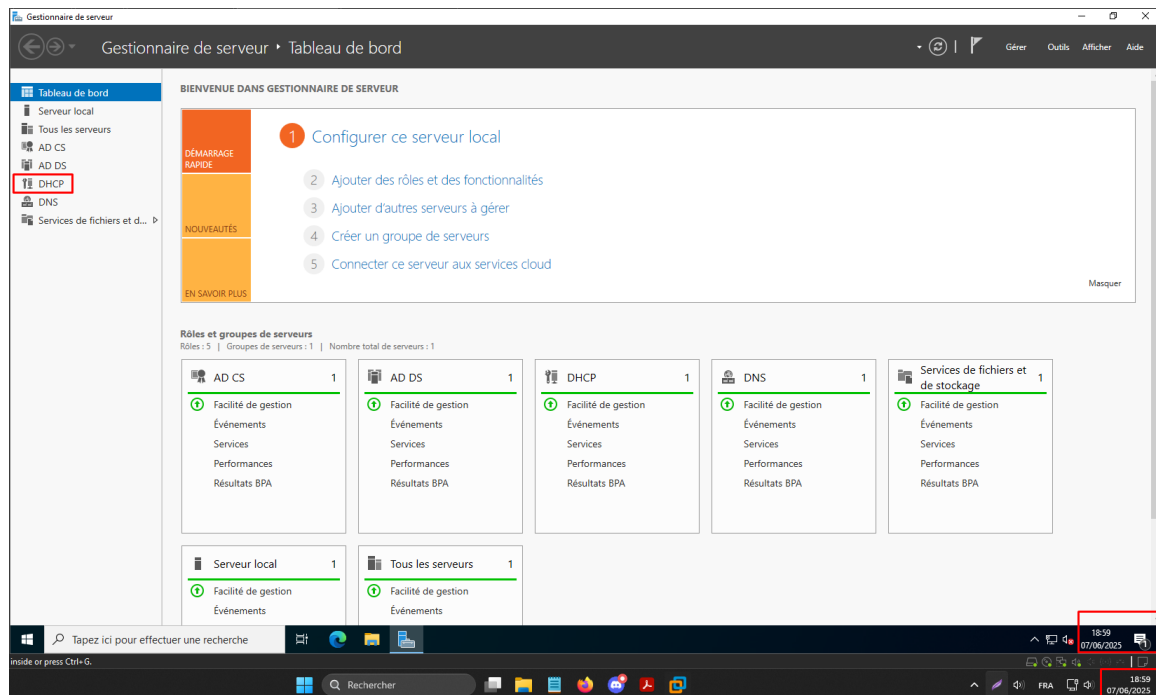 Gestionnaire de serveur
Gestionnaire de serveur ‣ Tableau de bord
Gérer Outils Afficher Aide
Tableau de bord
Serveur local
Tous les serveurs
AD CS
AD DS
DHCP
DNS
Services de fichiers et d...
BIENVENUE DANS GESTIONNAIRE DE SERVEUR
DÉMARRAGE
RAPIDE
NOUVEAUTÉS
EN SAVOIR PLUS
1 Configurer ce serveur local
2 Ajouter des rôles et des fonctionnalités
3 Ajouter d'autres serveurs à gérer
4 Créer un groupe de serveurs
5 Connecter ce serveur aux services cloud
Masquer
Rôles et groupes de serveurs
Rôles : 5 | Groupes de serveurs : 1 | Nombre total de serveurs : 1
AD CS 1
Facilité de gestion
Événements
Services
Performances
Résultats BPA
AD DS 1
Facilité de gestion
Événements
Services
Performances
Résultats BPA
DHCP 1
Facilité de gestion
Événements
Services
Performances
Résultats BPA
DNS 1
Facilité de gestion
Événements
Services
Performances
Résultats BPA
Services de fichiers et
de stockage 1
Facilité de gestion
Événements
Services
Performances
Résultats BPA
Serveur local 1
Facilité de gestion
Événements
Tous les serveurs 1
Facilité de gestion
Événements
Tapez ici pour effectuer une recherche
18:59
07/06/2025
1
inside or press Ctrl+G.
Rechercher
FRA
18:59
07/06/2025